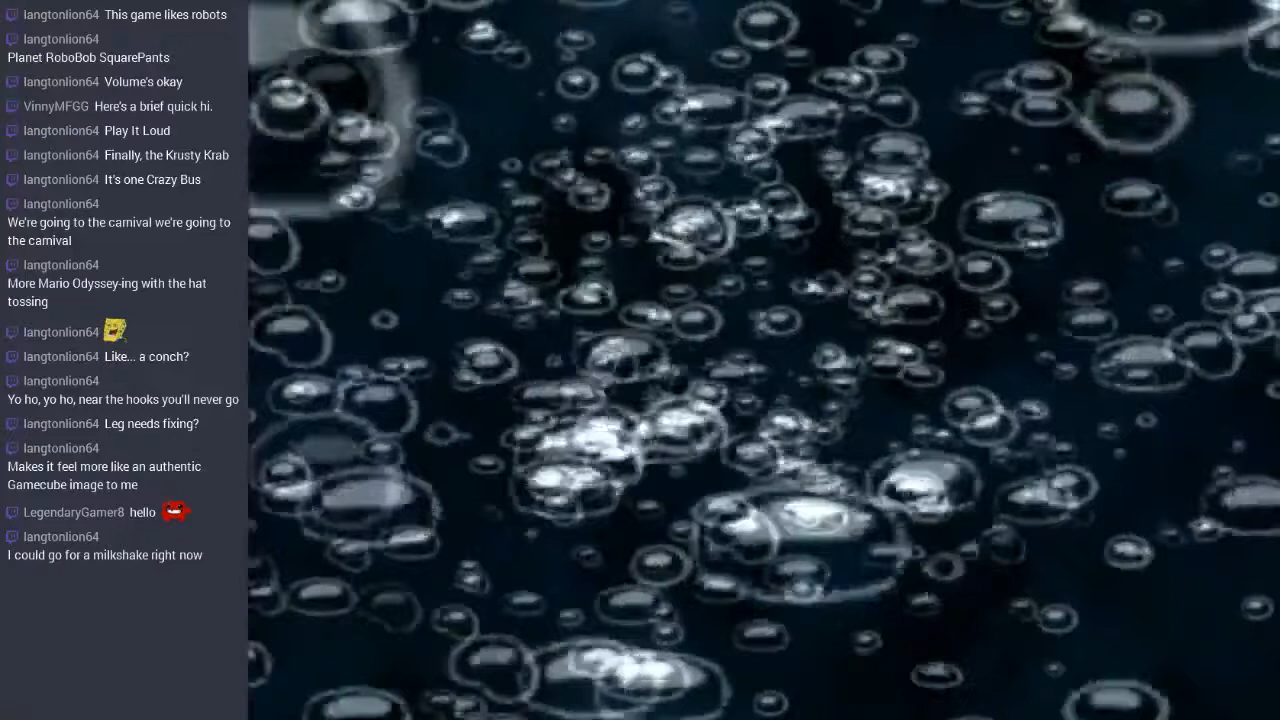 langtonlion64 This game likes robots
langtonlion64
Planet RoboBob SquarePants
langtonlion64 Volume's okay
VinnyMFGG Here's a brief quick hi.
langtonlion64 Play It Loud
langtonlion64 Finally, the Krusty Krab
langtonlion64 It's one Crazy Bus
langtonlion64
We're going to the carnival we're going to
the carnival
langtonlion64
More Mario Odyssey-ing with the hat
tossing
langtonlion64
langtonlion64 Like... a conch?
langtonlion64
Yo ho, yo ho, near the hooks you'll never go
langtonlion64 Leg needs fixing?
langtonlion64
Makes it feel more like an authentic
Gamecube image to me
LegendaryGamer8 hello
langtonlion64
I could go for a milkshake right now